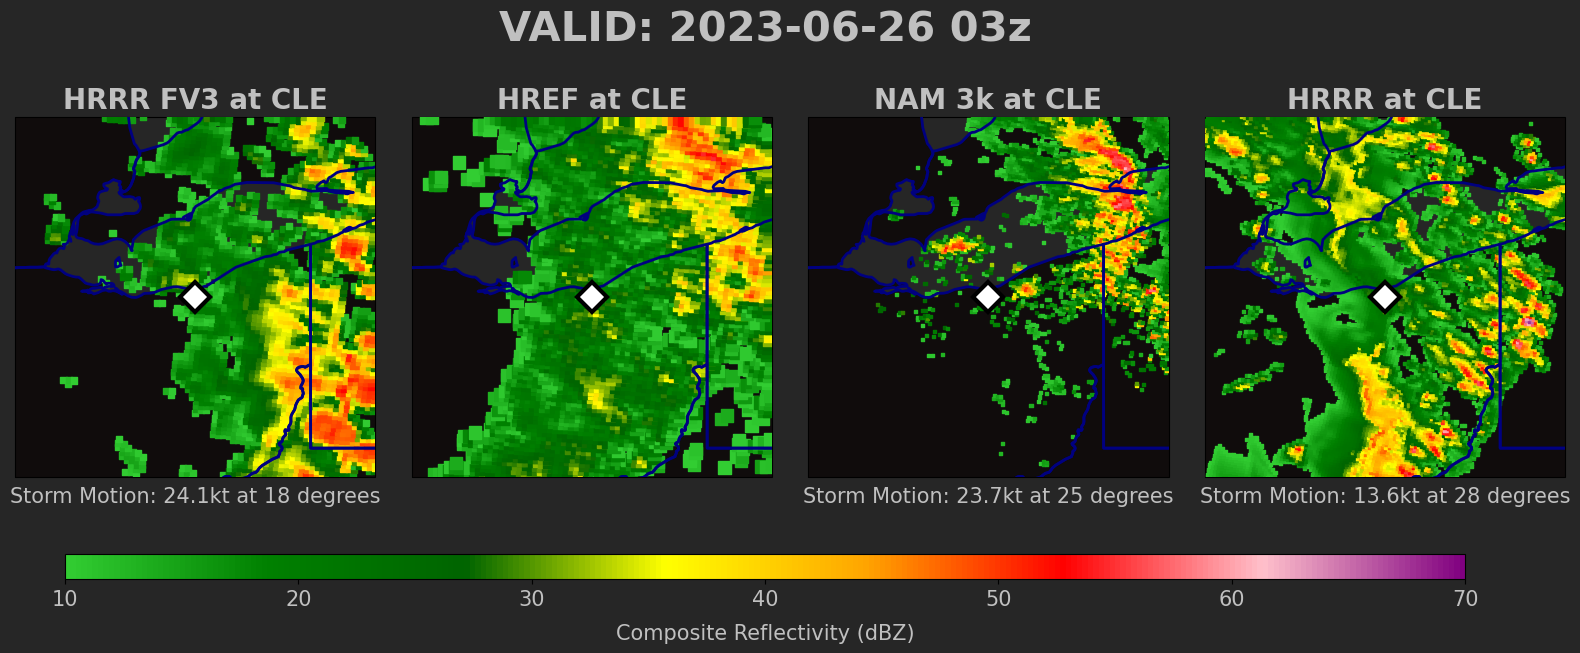 VALID: 2023-06-26 03z
HRRR FV3 at CLE
HREF at CLE
NAM 3k at CLE
HRRR at CLE
Storm Motion: 24.1kt at 18 degrees
Storm Motion: 23.7kt at 25 degrees
Storm Motion: 13.6kt at 28 degrees
10 20 30 40 50 60 70
Composite Reflectivity (dBZ)